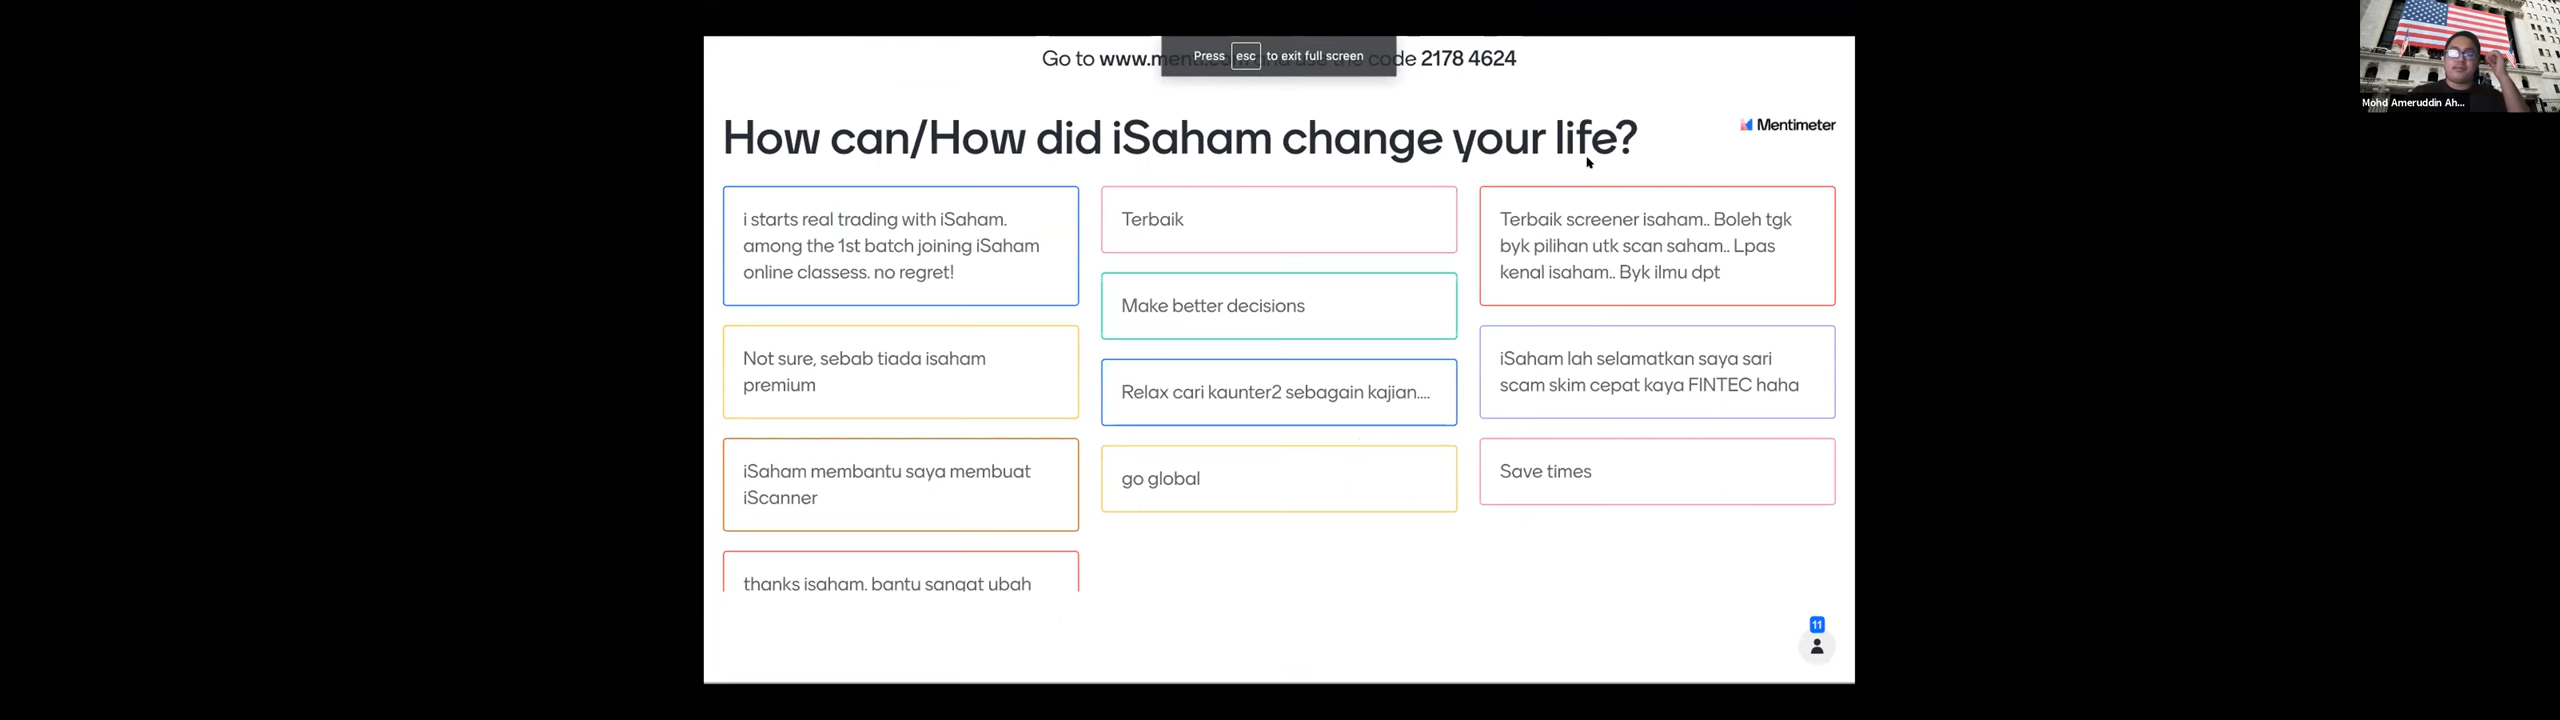 Go to www.m
Press esc to exit full screen
code 2178 4624
Mohd Ameruddin Ah...
How can/How did iSaham change your life?
Mentimeter
i starts real trading with iSaham.
among the 1st batch joining iSaham
online classess. no regret!
Not sure, sebab tiada isaham
premium
iSaham membantu saya membuat
iScanner
thanks isaham. bantu sangat ubah
Terbaik
Make better decisions
Relax cari kaunter2 sebagain kajian....
go global
Terbaik screener isaham.. Boleh tgk
byk pilihan utk scan saham.. Lpas
kenal isaham.. Byk ilmu dpt
iSaham lah selamatkan saya sari
scam skim cepat kaya FINTEC haha
Save times
11